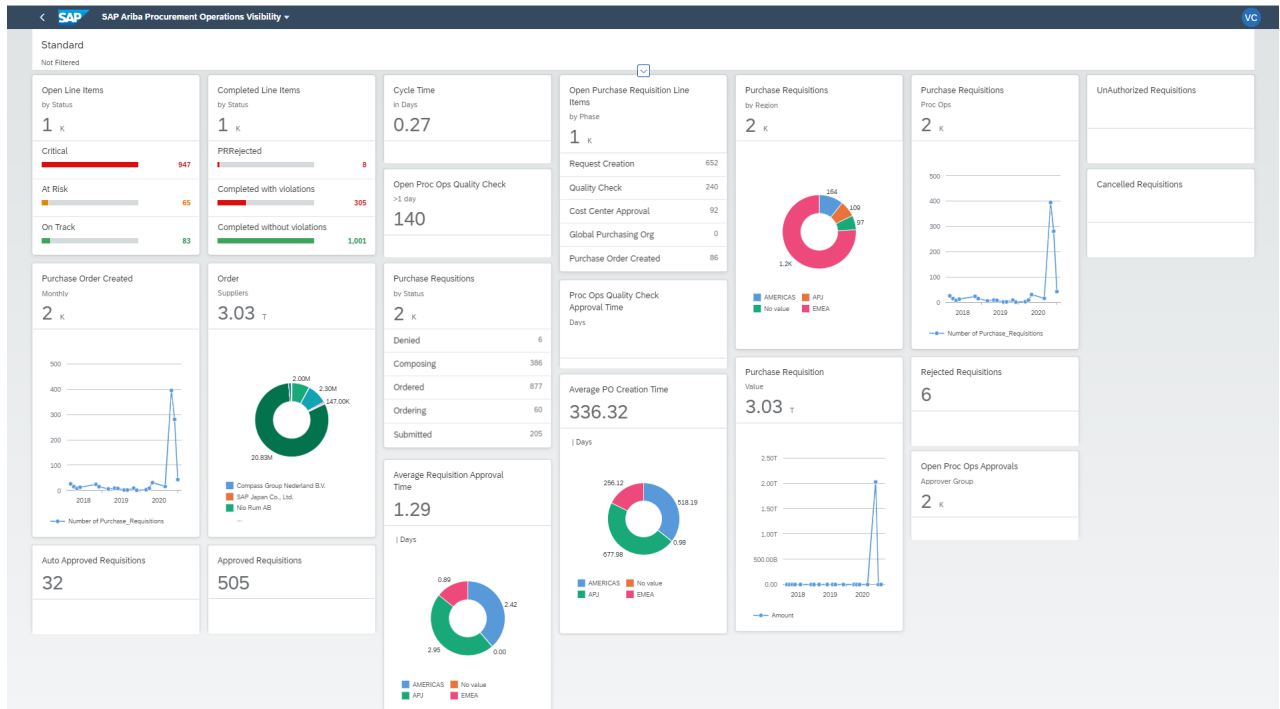 SAP
SAP Ariba Procurement Operations Visibility
VC
Standard
Not Filtered
Open Line Items
by Status
1 K
Critical
947
At Risk
65
On Track
83
Completed Line Items
by Status
1 K
PRRejected
8
Completed with violations
305
Completed without violations
1,001
Cycle Time
in Days
0.27
Open Proc Ops Quality Check
>1 day
140
Open Purchase Requisition Line
Items
by Phase
1 K
Request Creation 652
Quality Check 240
Cost Center Approval 92
Global Purchasing Org 0
Purchase Order Created 86
Purchase Requisitions
by Region
2 K
164
109
97
1.2K
AMERICAS APJ
No value EMEA
Purchase Requisitions
Proc Ops
2 K
500
400
300
200
100
0
2018 2019 2020
Number of Purchase_Requisitions
UnAuthorized Requisitions
Cancelled Requisitions
Purchase Order Created
Monthly
2 K
500
400
300
200
100
0
2018 2019 2020
Number of Purchase_Requisitions
Order
Suppliers
3.03 T
2.00M
2.30M
147.00K
20.83M
Compass Group Nederland B.V.
SAP Japan Co., Ltd.
Nio Rum AB
...
Purchase Requsitions
by Status
2 K
Denied 6
Composing 386
Ordered 877
Ordering 60
Submitted 205
Proc Ops Quality Check
Approval Time
Days
Average PO Creation Time
336.32
| Days
256.12
518.19
0.98
677.98
AMERICAS No value
APJ EMEA
Purchase Requisition
Value
3.03 T
2.50T
2.00T
1.50T
1.00T
500.00B
0.00
2018 2019 2020
Amount
Rejected Requisitions
6
Open Proc Ops Approvals
Approver Group
2 K
Average Requisition Approval
Time
1.29
| Days
0.89
2.42
2.95
0.00
AMERICAS No value
APJ EMEA
Auto Approved Requisitions
32
Approved Requisitions
505